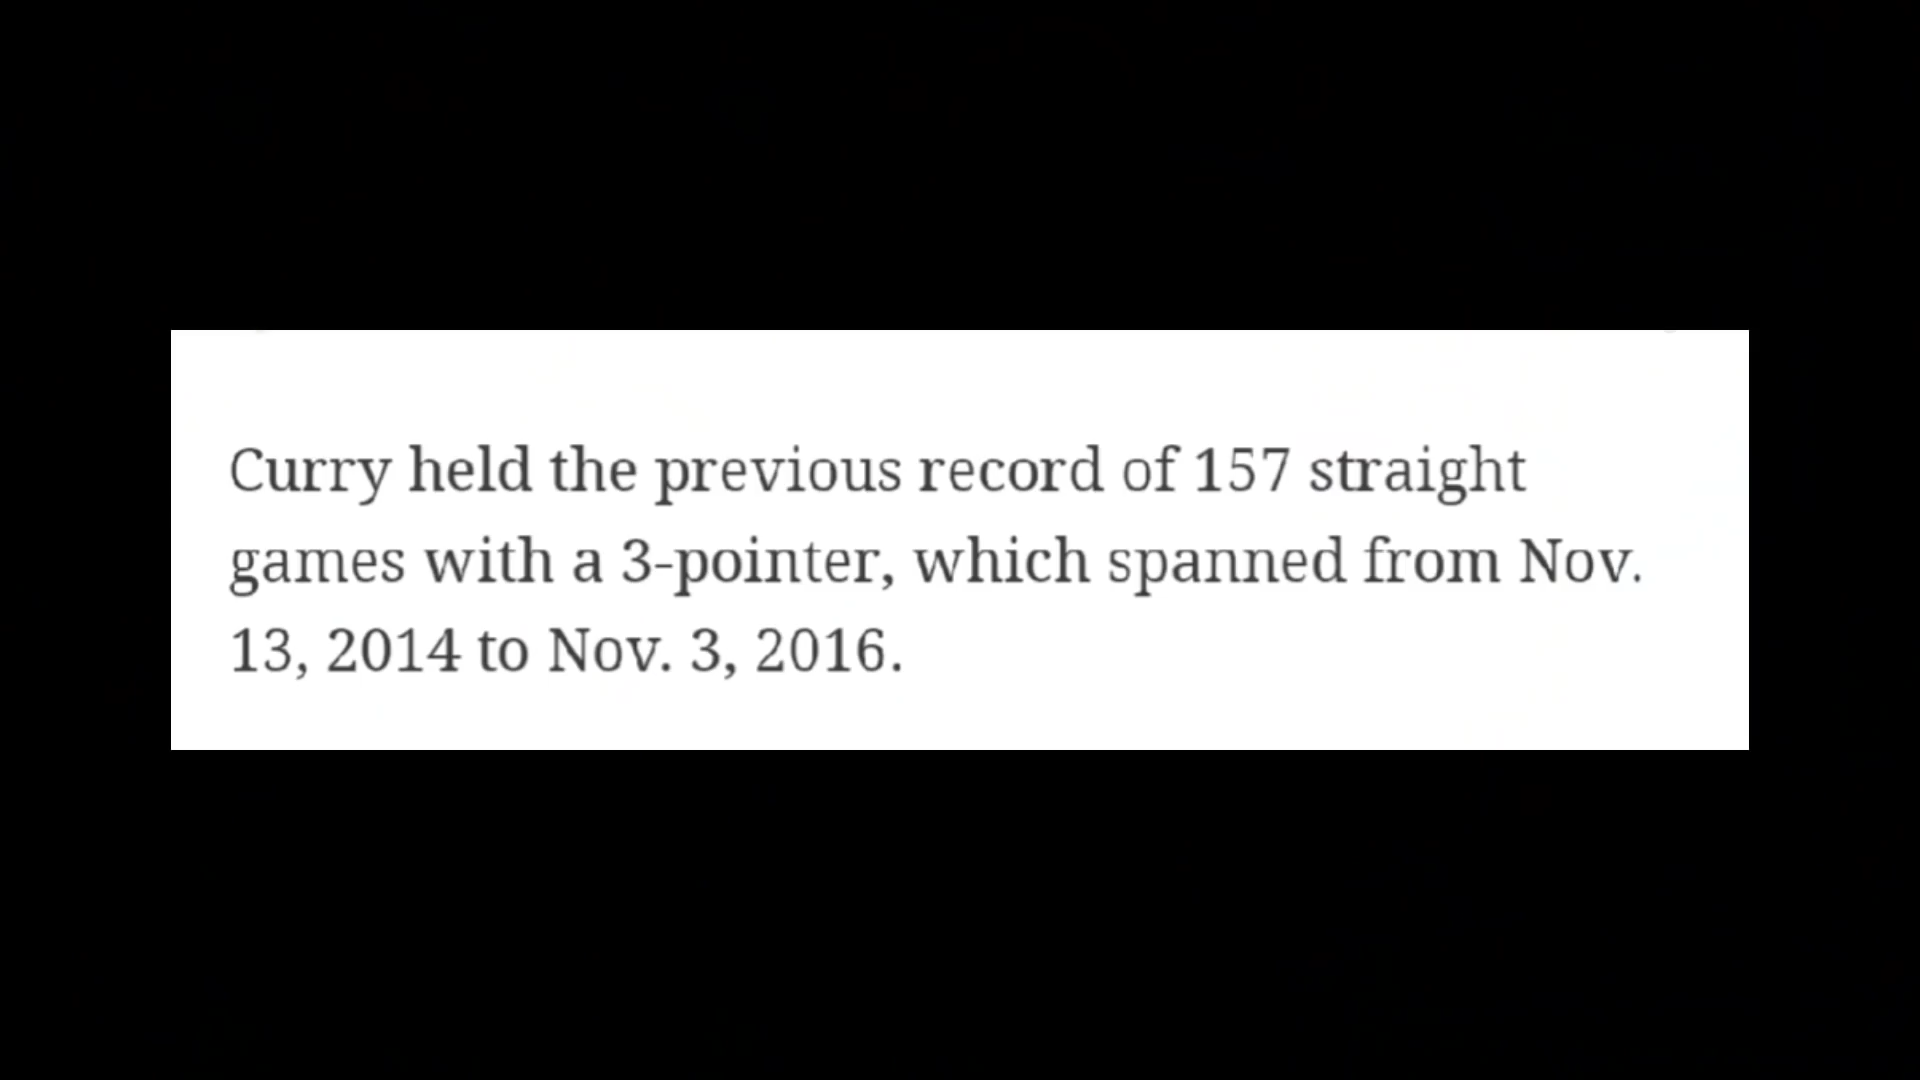 Curry held the previous record of 157 straight
games with a 3-pointer, which spanned from Nov.
13, 2014 to Nov. 3, 2016.